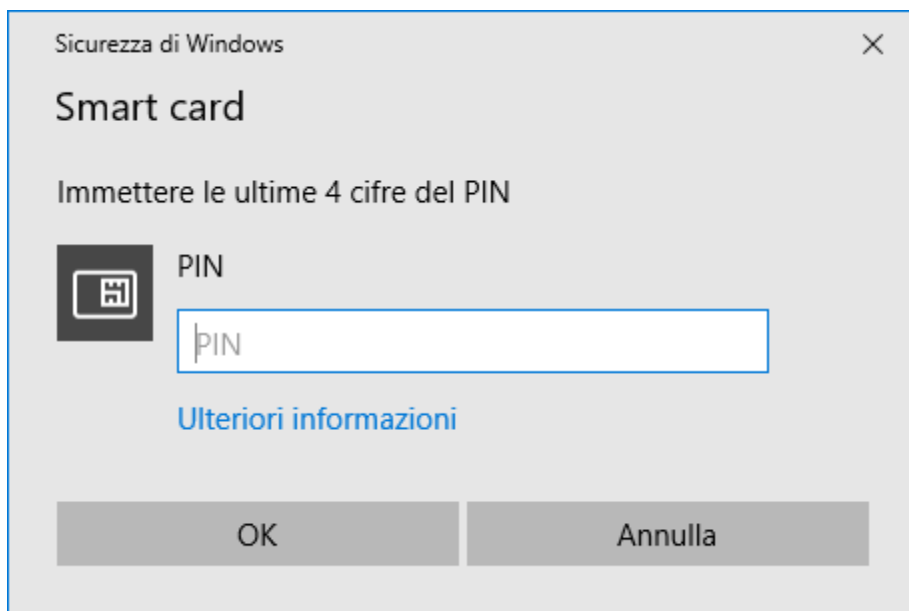 Sicurezza di Windows
Smart card
Immettere le ultime 4 cifre del PIN
PIN
PIN
Ulteriori informazioni
OK
Annulla